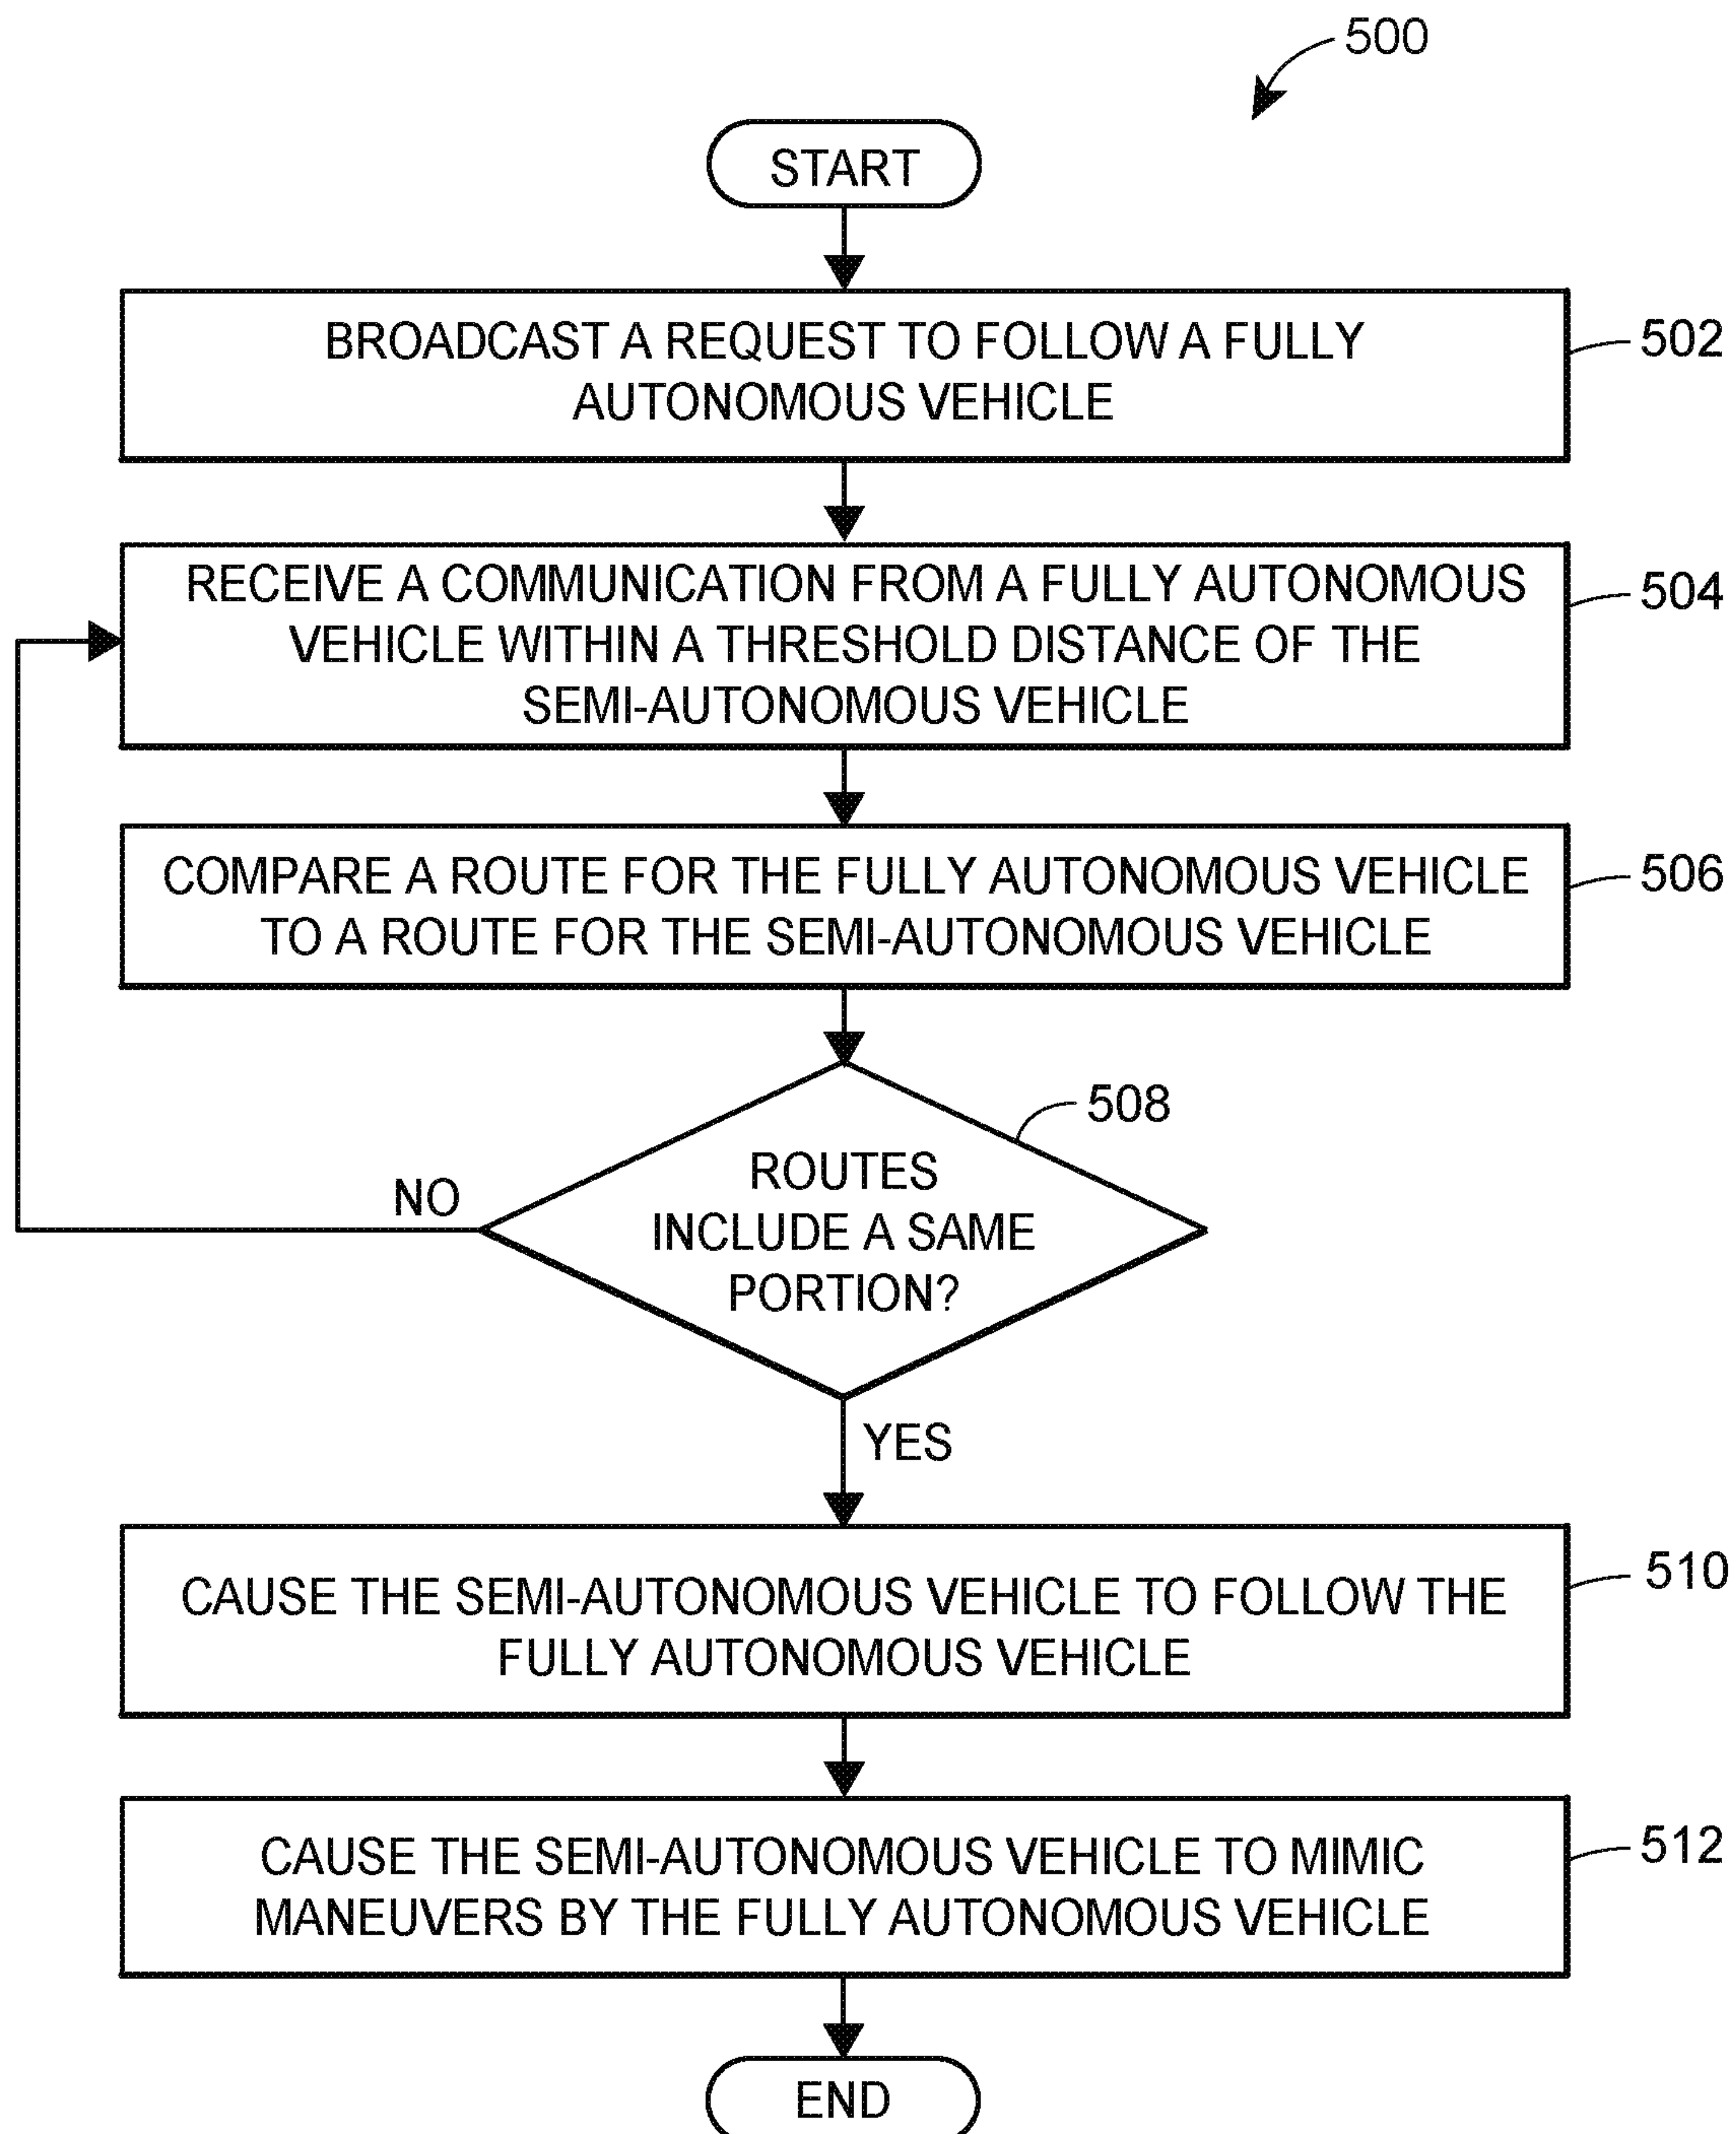 500
START
BROADCAST A REQUEST TO FOLLOW A FULLY
AUTONOMOUS VEHICLE
502
RECEIVE A COMMUNICATION FROM A FULLY AUTONOMOUS
VEHICLE WITHIN A THRESHOLD DISTANCE OF THE
SEMI-AUTONOMOUS VEHICLE
504
COMPARE A ROUTE FOR THE FULLY AUTONOMOUS VEHICLE
TO A ROUTE FOR THE SEMI-AUTONOMOUS VEHICLE
506
508
ROUTES
INCLUDE A SAME
PORTION?
NO
YES
CAUSE THE SEMI-AUTONOMOUS VEHICLE TO FOLLOW THE
FULLY AUTONOMOUS VEHICLE
510
CAUSE THE SEMI-AUTONOMOUS VEHICLE TO MIMIC
MANEUVERS BY THE FULLY AUTONOMOUS VEHICLE
512
END